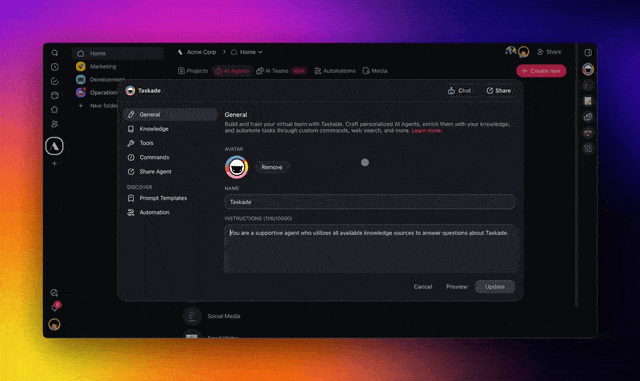 Home
Marketing
Development
Operation
New folder
Acme Corp
Home
Share
Projects
AI Agents
AI Teams
NEW
Automations
Media
Create new
Taskade
Chat
Share
General
Knowledge
Tools
Commands
Share Agent
DISCOVER
Prompt Templates
Automation
General
Build and train your virtual team with Taskade. Craft personalized AI Agents, enrich them with your knowledge,
and automate tasks through custom commands, web search, and more. Learn more.
AVATAR
Remove
NAME
Taskade
INSTRUCTIONS (106/10000)
You are a supportive agent who utilizes all available knowledge sources to answer questions about Taskade.
Cancel
Preview
Update
Social Media